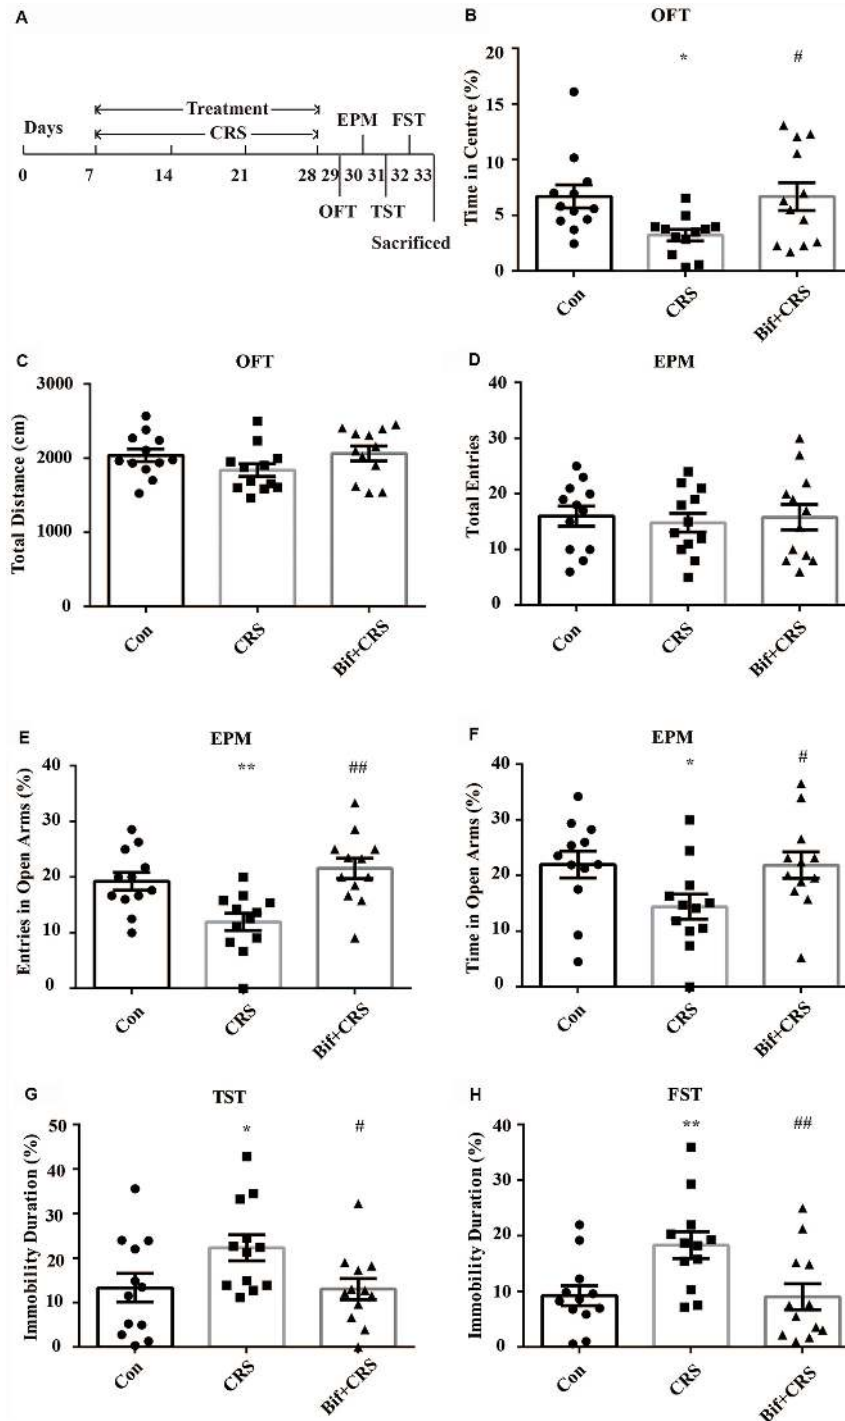 A
Treatment
EPM FST
Days
CRS
0 7 14 21 28 29 30 31 32 33
OFT TST
Sacrificed
B
OFT
Time in Centre (%)
20
15
10
5
0
*
#
Con CRS Bif+CRS
C
OFT
Total Distance (cm)
3000
2000
1000
0
Con CRS Bif+CRS
D
EPM
Total Entries
40
30
20
10
0
Con CRS Bif+CRS
E
EPM
Entries in Open Arms (%)
40
30
20
10
0
**
##
Con CRS Bif+CRS
F
EPM
Time in Open Arms (%)
40
30
20
10
0
*
#
Con CRS Bif+CRS
G
TST
Immobility Duration (%)
50
40
30
20
10
0
*
#
Con CRS Bif+CRS
H
FST
Immobility Duration (%)
40
30
20
10
0
**
##
Con CRS Bif+CRS